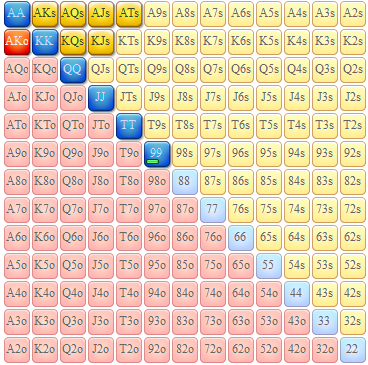 AA AKs AQs AJs ATs A9s A8s A7s A6s A5s A4s A3s A2s
AKo KK KQs KJs KTs K9s K8s K7s K6s K5s K4s K3s K2s
AQo KQo QQ QJs QTs Q9s Q8s Q7s Q6s Q5s Q4s Q3s Q2s
AJo KJo QJo JJ JTs J9s J8s J7s J6s J5s J4s J3s J2s
ATo KTo QTo JTo TT T9s T8s T7s T6s T5s T4s T3s T2s
A9o K9o Q9o J9o T9o 99 98s 97s 96s 95s 94s 93s 92s
A8o K8o Q8o J8o T8o 98o 88 87s 86s 85s 84s 83s 82s
A7o K7o Q7o J7o T7o 97o 87o 77 76s 75s 74s 73s 72s
A6o K6o Q6o J6o T6o 96o 86o 76o 66 65s 64s 63s 62s
A5o K5o Q5o J5o T5o 95o 85o 75o 65o 55 54s 53s 52s
A4o K4o Q4o J4o T4o 94o 84o 74o 64o 54o 44 43s 42s
A3o K3o Q3o J3o T3o 93o 83o 73o 63o 53o 43o 33 32s
A2o K2o Q2o J2o T2o 92o 82o 72o 62o 52o 42o 32o 22